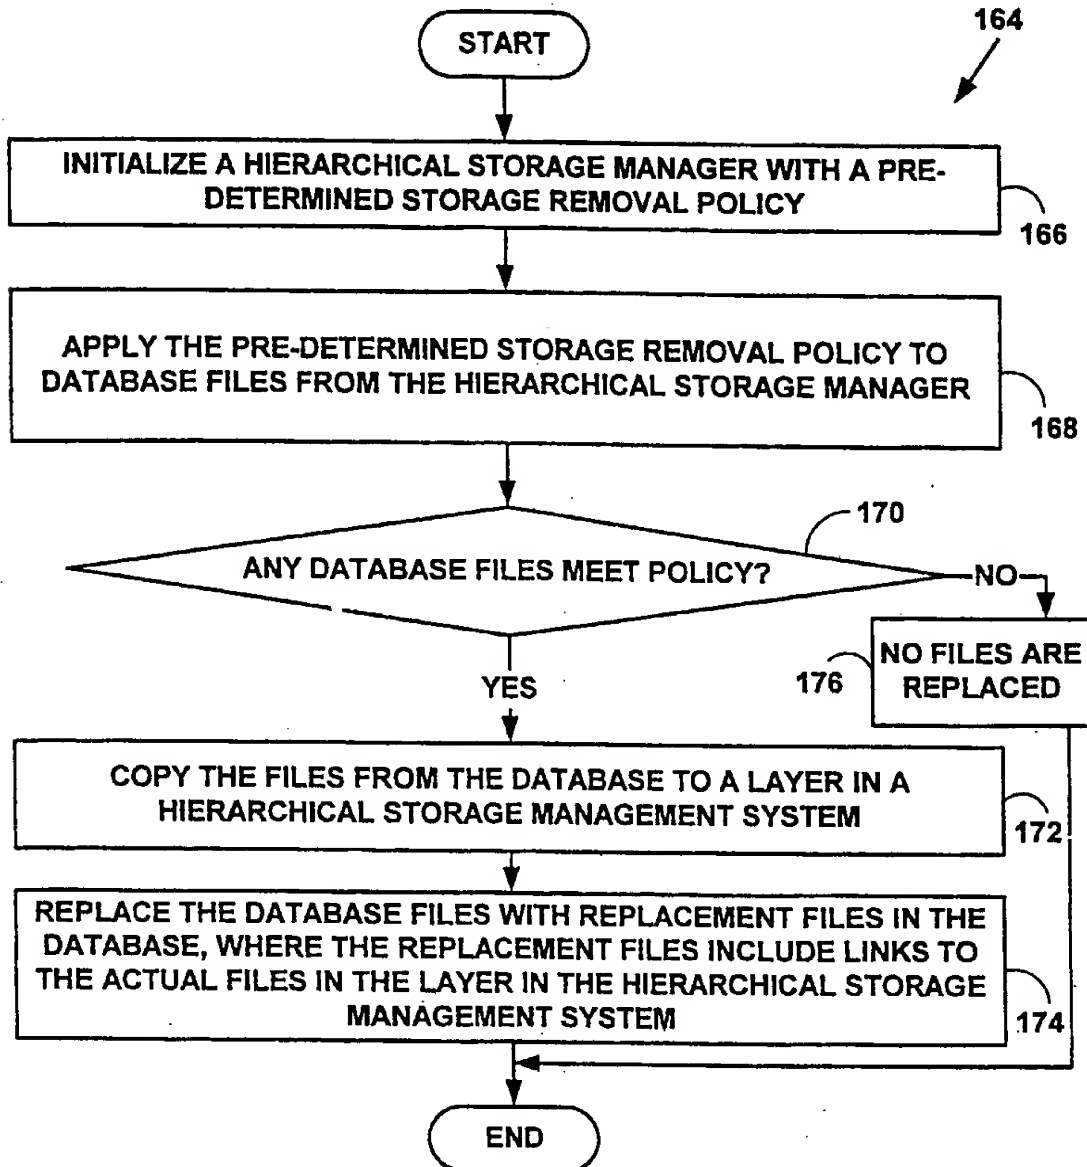 START
164
INITIALIZE A HIERARCHICAL STORAGE MANAGER WITH A PRE-
DETERMINED STORAGE REMOVAL POLICY
166
APPLY THE PRE-DETERMINED STORAGE REMOVAL POLICY TO
DATABASE FILES FROM THE HIERARCHICAL STORAGE MANAGER
168
170
ANY DATABASE FILES MEET POLICY?
NO
NO FILES ARE
REPLACED
176
YES
COPY THE FILES FROM THE DATABASE TO A LAYER IN A
HIERARCHICAL STORAGE MANAGEMENT SYSTEM
172
REPLACE THE DATABASE FILES WITH REPLACEMENT FILES IN THE
DATABASE, WHERE THE REPLACEMENT FILES INCLUDE LINKS TO
THE ACTUAL FILES IN THE LAYER IN THE HIERARCHICAL STORAGE
MANAGEMENT SYSTEM
174
END